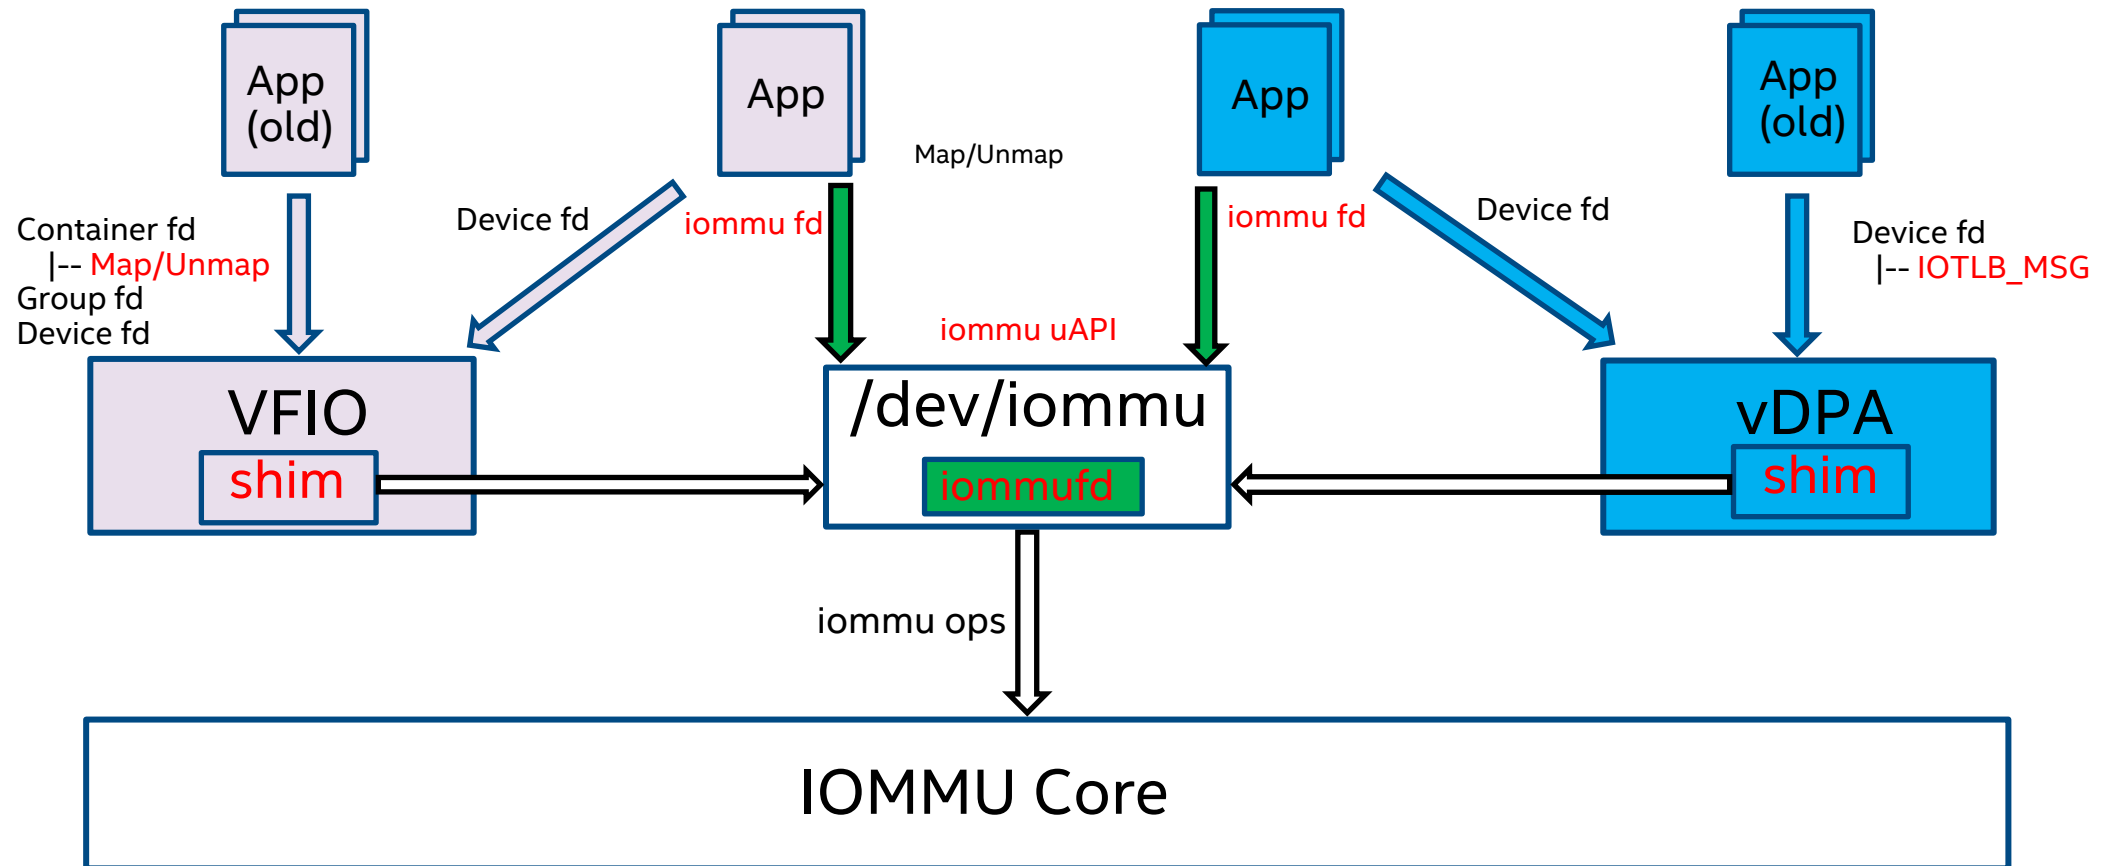 App
(old)
App
App
App
(old)
Map/Unmap
Container fd
|-- Map/Unmap
Group fd
Device fd
Device fd
iommu fd
iommu fd
Device fd
Device fd
|-- IOTLB_MSG
iommu uAPI
VFIO
shim
/dev/iommu
iommufd
vDPA
shim
iommu ops
IOMMU Core